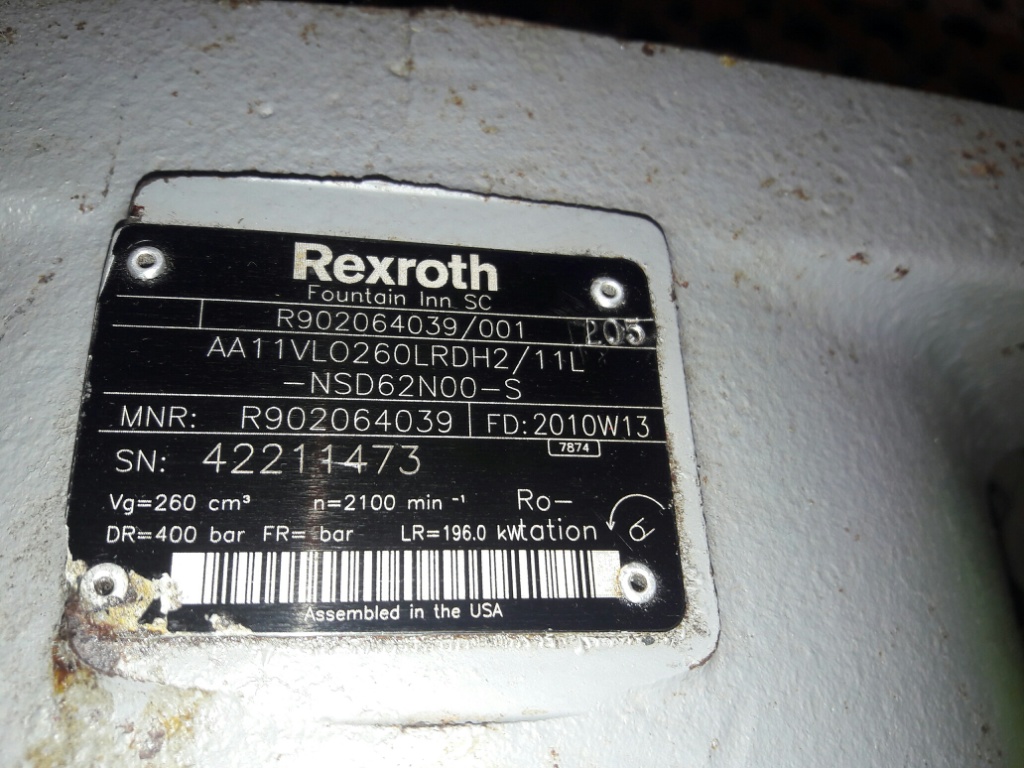 Rexroth
Fountain Inn SC
R902064039/001 205
AA11VLO260LRDH2/11L
-NSD62N00-S
MNR: R902064039 FD: 2010W13
7874
SN: 42211473
Vg=260 cm³ n=2100 min⁻¹ Ro-
DR=400 bar FR= bar LR=196.0 kW tation
Assembled in the USA